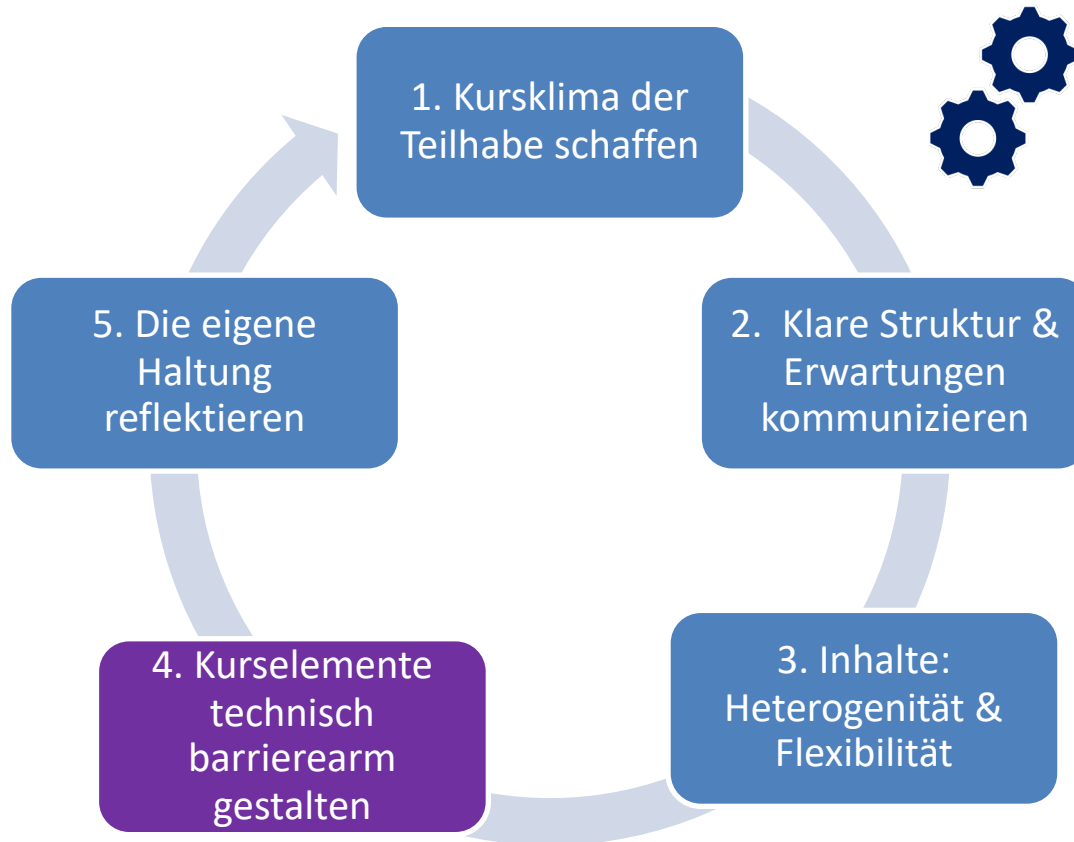 1. Kursklima der
Teilhabe schaffen
2. Klare Struktur &
Erwartungen
kommunizieren
3. Inhalte:
Heterogenität &
Flexibilität
4. Kurselemente
technisch
barrierearm
gestalten
5. Die eigene
Haltung
reflektieren